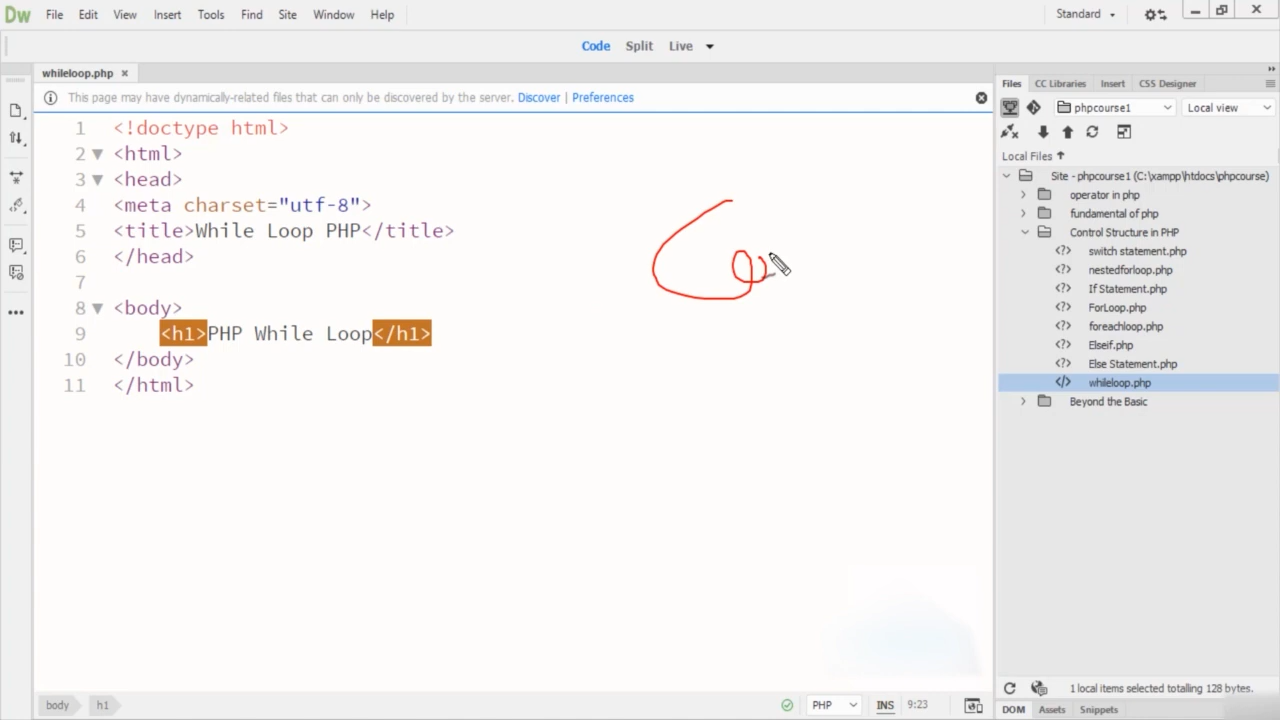 Dw File Edit View Insert Tools Find Site Window Help Standard
Code Split Live
whileloop.php
This page may have dynamically-related files that can only be discovered by the server. Discover | Preferences
1 <!doctype html>
2 <html>
3 <head>
4 <meta charset="utf-8">
5 <title>While Loop PHP</title>
6 </head>
7
8 <body>
9 <h1>PHP While Loop</h1>
10 </body>
11 </html>
body h1 PHP INS 9:23
Files CC Libraries Insert CSS Designer
phpcourse1 Local view
Local Files
Site - phpcourse1 (C:\xampp\htdocs\phpcourse)
operator in php
fundamental of php
Control Structure in PHP
switch statement.php
nestedforloop.php
If Statement.php
ForLoop.php
foreachloop.php
Elseif.php
Else Statement.php
whileloop.php
Beyond the Basic
1 local items selected totalling 128 bytes.
DOM Assets Snippets